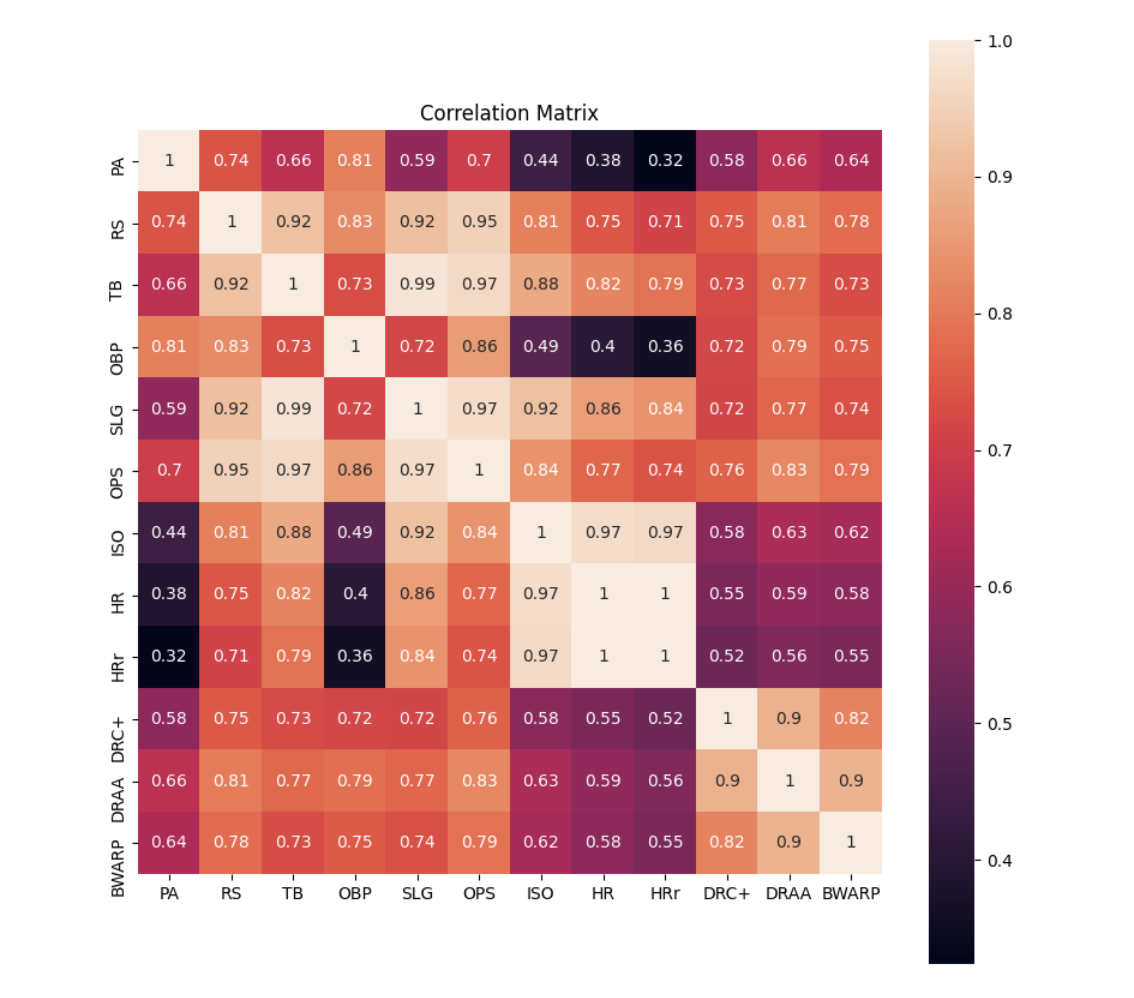 Correlation Matrix
PA 1 0.74 0.66 0.81 0.59 0.7 0.44 0.38 0.32 0.58 0.66 0.64
RS 0.74 1 0.92 0.83 0.92 0.95 0.81 0.75 0.71 0.75 0.81 0.78
TB 0.66 0.92 1 0.73 0.99 0.97 0.88 0.82 0.79 0.73 0.77 0.73
OBP 0.81 0.83 0.73 1 0.72 0.86 0.49 0.4 0.36 0.72 0.79 0.75
SLG 0.59 0.92 0.99 0.72 1 0.97 0.92 0.86 0.84 0.72 0.77 0.74
OPS 0.7 0.95 0.97 0.86 0.97 1 0.84 0.77 0.74 0.76 0.83 0.79
ISO 0.44 0.81 0.88 0.49 0.92 0.84 1 0.97 0.97 0.58 0.63 0.62
HR 0.38 0.75 0.82 0.4 0.86 0.77 0.97 1 1 0.55 0.59 0.58
HRr 0.32 0.71 0.79 0.36 0.84 0.74 0.97 1 1 0.52 0.56 0.55
DRC+ 0.58 0.75 0.73 0.72 0.72 0.76 0.58 0.55 0.52 1 0.9 0.82
DRAA 0.66 0.81 0.77 0.79 0.77 0.83 0.63 0.59 0.56 0.9 1 0.9
BWARP 0.64 0.78 0.73 0.75 0.74 0.79 0.62 0.58 0.55 0.82 0.9 1
PA RS TB OBP SLG OPS ISO HR HRr DRC+ DRAA BWARP
1.0
0.9
0.8
0.7
0.6
0.5
0.4